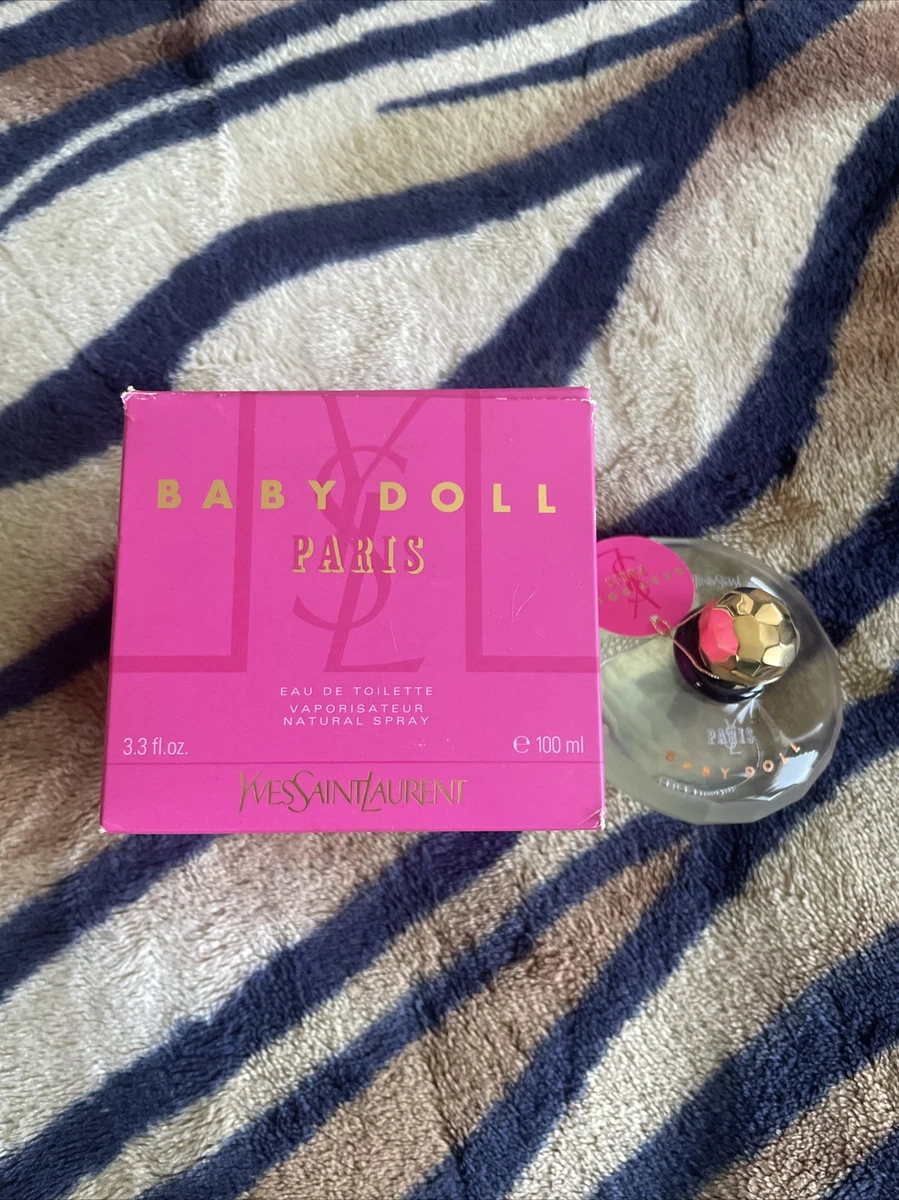 YSL
BABY DOLL
PARIS
EAU DE TOILETTE
VAPORISATEUR
NATURAL SPRAY
3.3 fl.oz.
℮ 100 ml
YVESSAINTLAURENT
YSL
PARIS
BABY DOLL